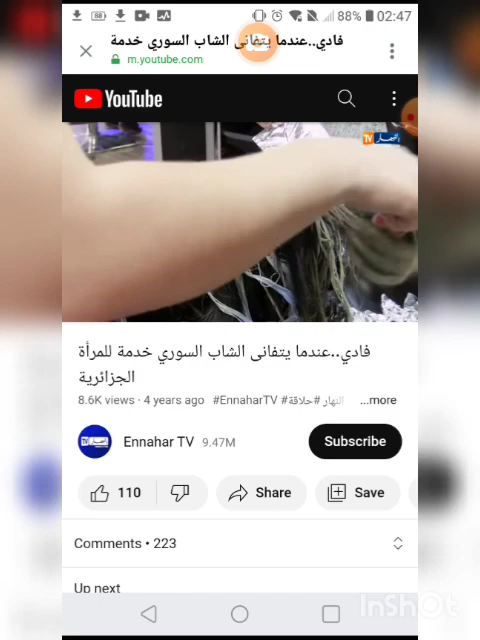 88% 02:47
فادي..عندما يتفانى الشاب السوري خدمة
m.youtube.com
YouTube
النهار TV
فادي..عندما يتفانى الشاب السوري خدمة للمرأة
الجزائرية
8.6K views · 4 years ago #EnnaharTV #حلاقة# النهار ...more
Ennahar TV 9.47M
Subscribe
110
Share
Save
Comments • 223
Up next
InShOt